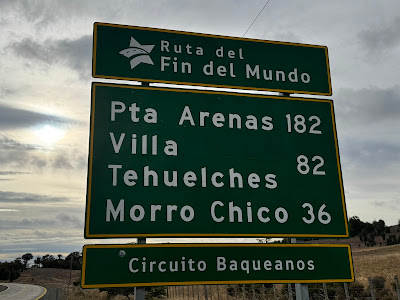 Ruta del
Fin del Mundo
Pta Arenas 182
Villa
Tehuelches 82
Morro Chico 36
Circuito Baqueanos